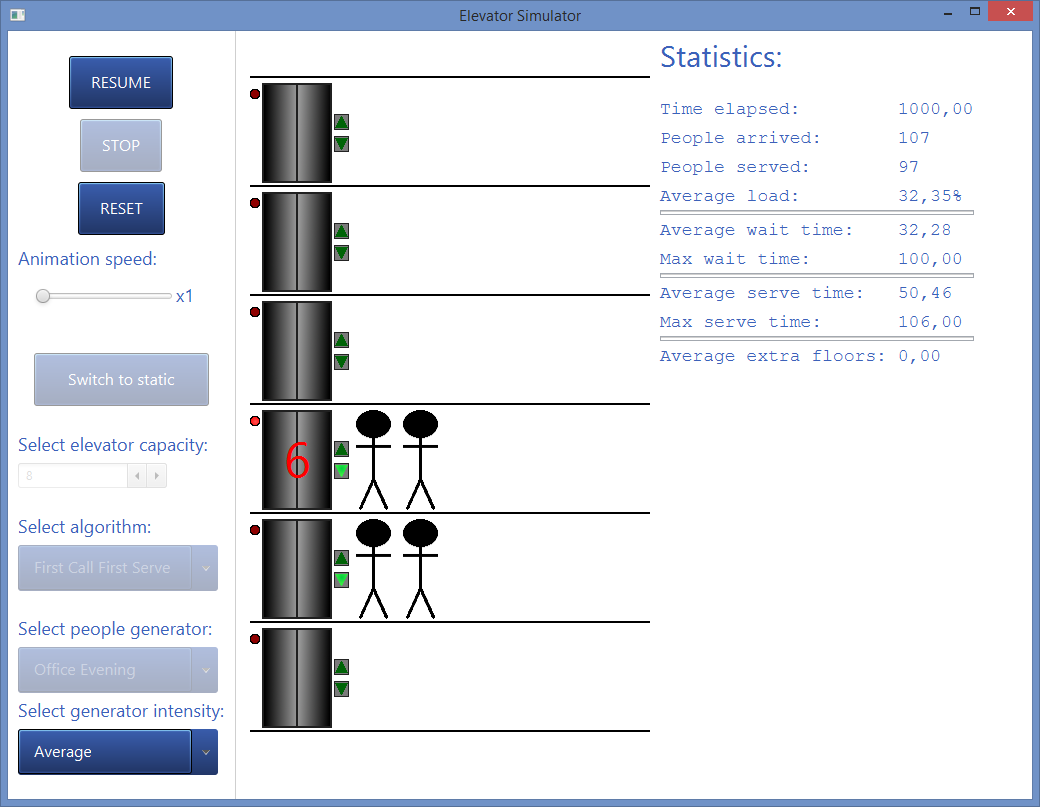 Elevator Simulator
RESUME
STOP
RESET
Animation speed:
x1
Switch to static
Select elevator capacity:
8
Select algorithm:
First Call First Serve
Select people generator:
Office Evening
Select generator intensity:
Average
6
Statistics:
Time elapsed: 1000,00
People arrived: 107
People served: 97
Average load: 32,35%
Average wait time: 32,28
Max wait time: 100,00
Average serve time: 50,46
Max serve time: 106,00
Average extra floors: 0,00